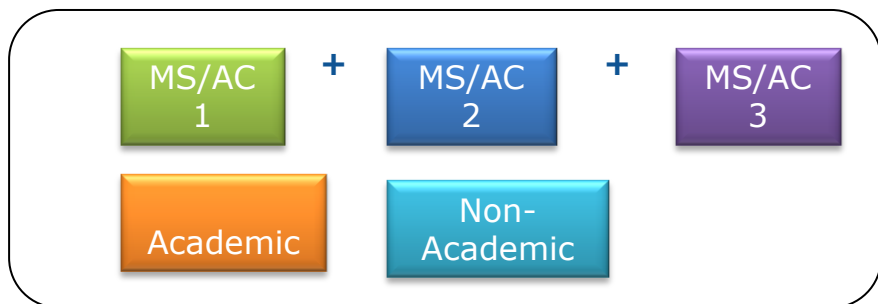 MS/AC + MS/AC + MS/AC
1 2 3
Academic
Non-
Academic